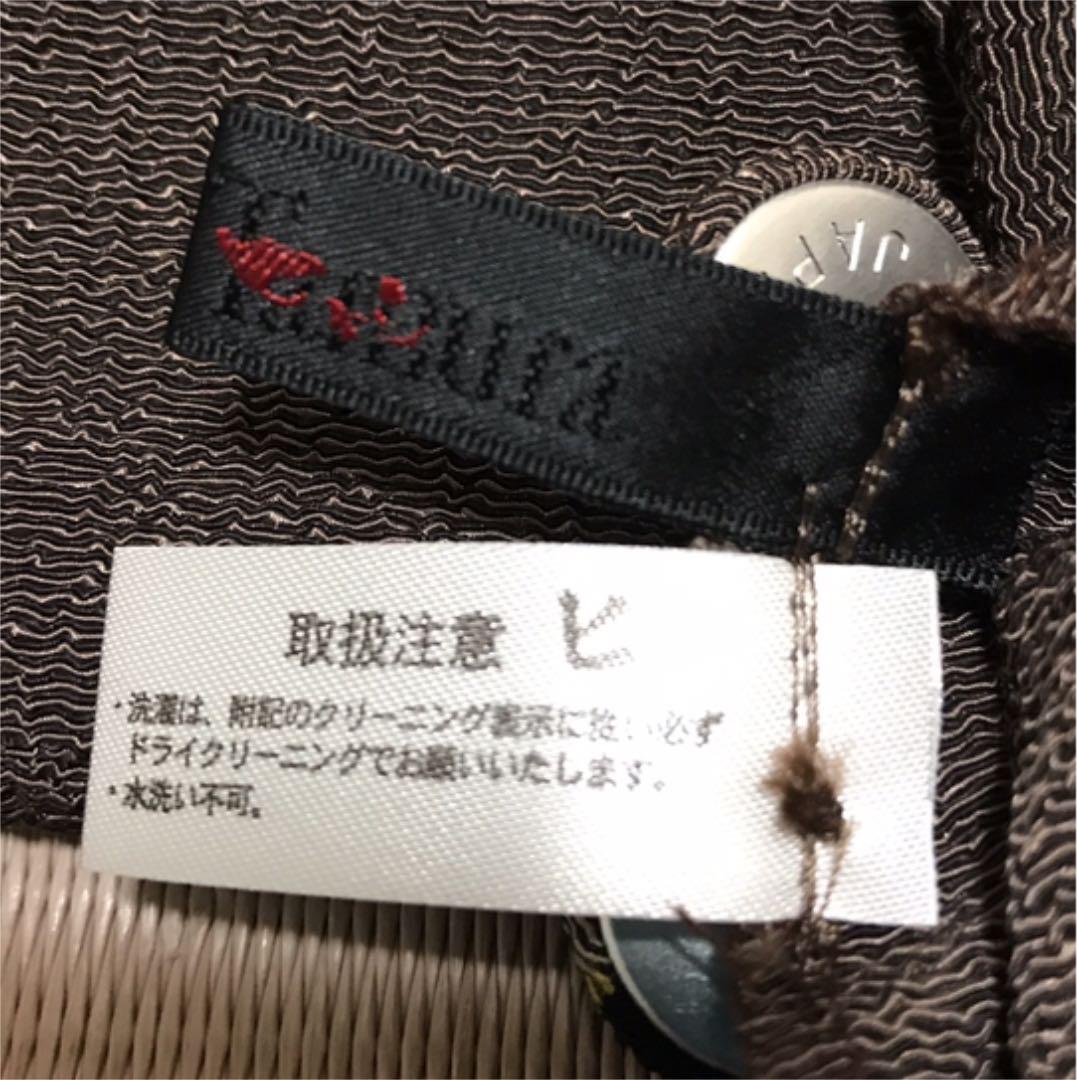 JAP
取扱注意 ビ
・洗濯は、附記のクリーニング表示に従い必ず
ドライクリーニングでお願いいたします。
・水洗い不可。